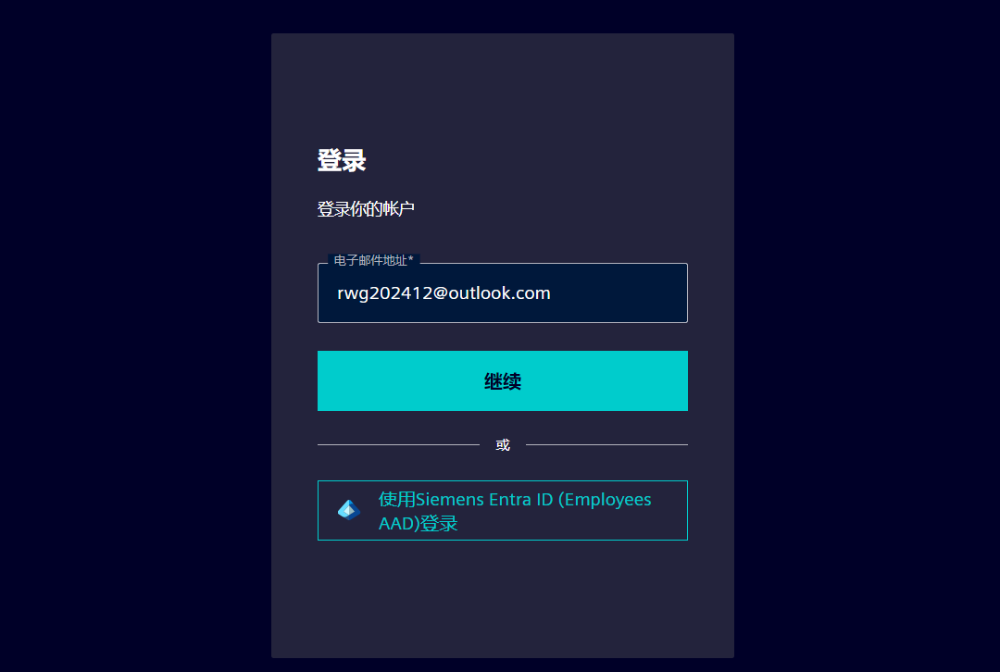 登录
登录你的帐户
电子邮件地址*
rwg202412@outlook.com
继续
或
使用Siemens Entra ID (Employees
AAD)登录